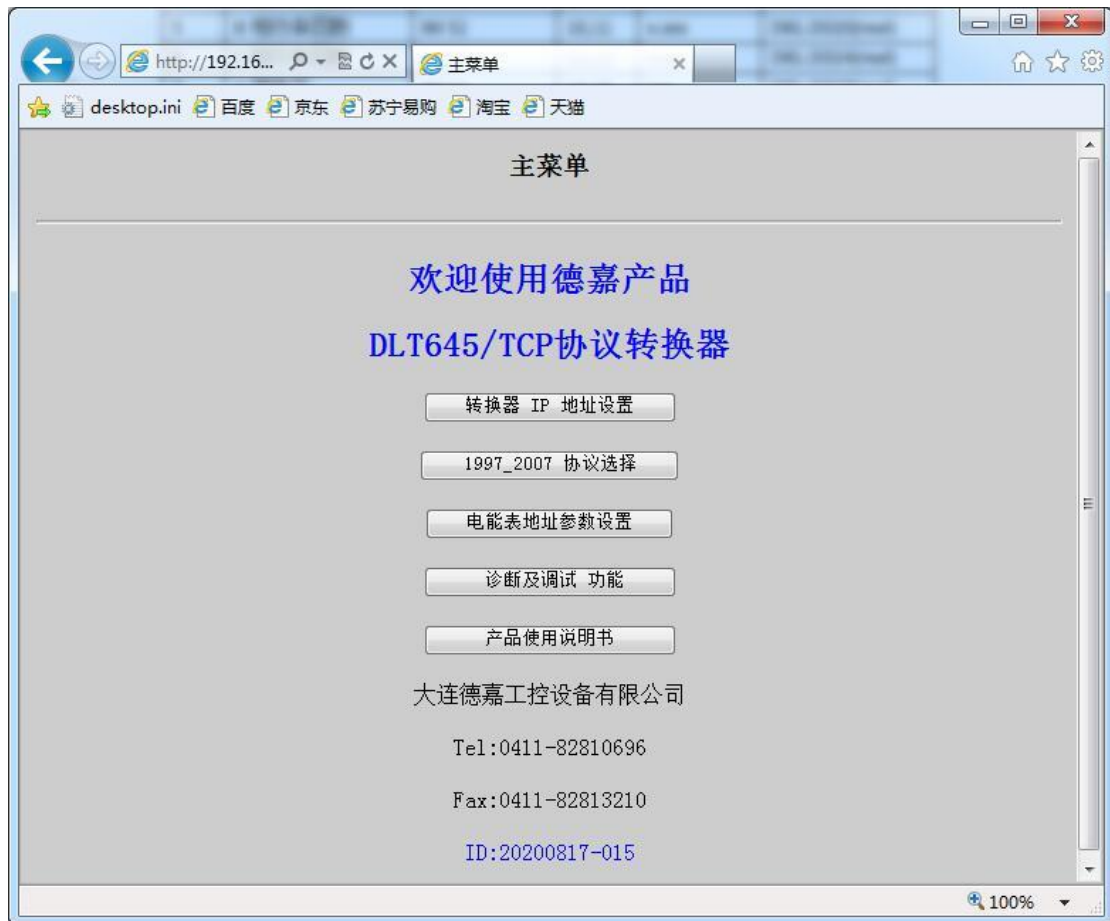 http://192.16...
主菜单
desktop.ini 百度 京东 苏宁易购 淘宝 天猫
主菜单
欢迎使用德嘉产品
DLT645/TCP协议转换器
转换器 IP 地址设置
1997_2007 协议选择
电能表地址参数设置
诊断及调试 功能
产品使用说明书
大连德嘉工控设备有限公司
Tel:0411-82810696
Fax:0411-82813210
ID:20200817-015
100%